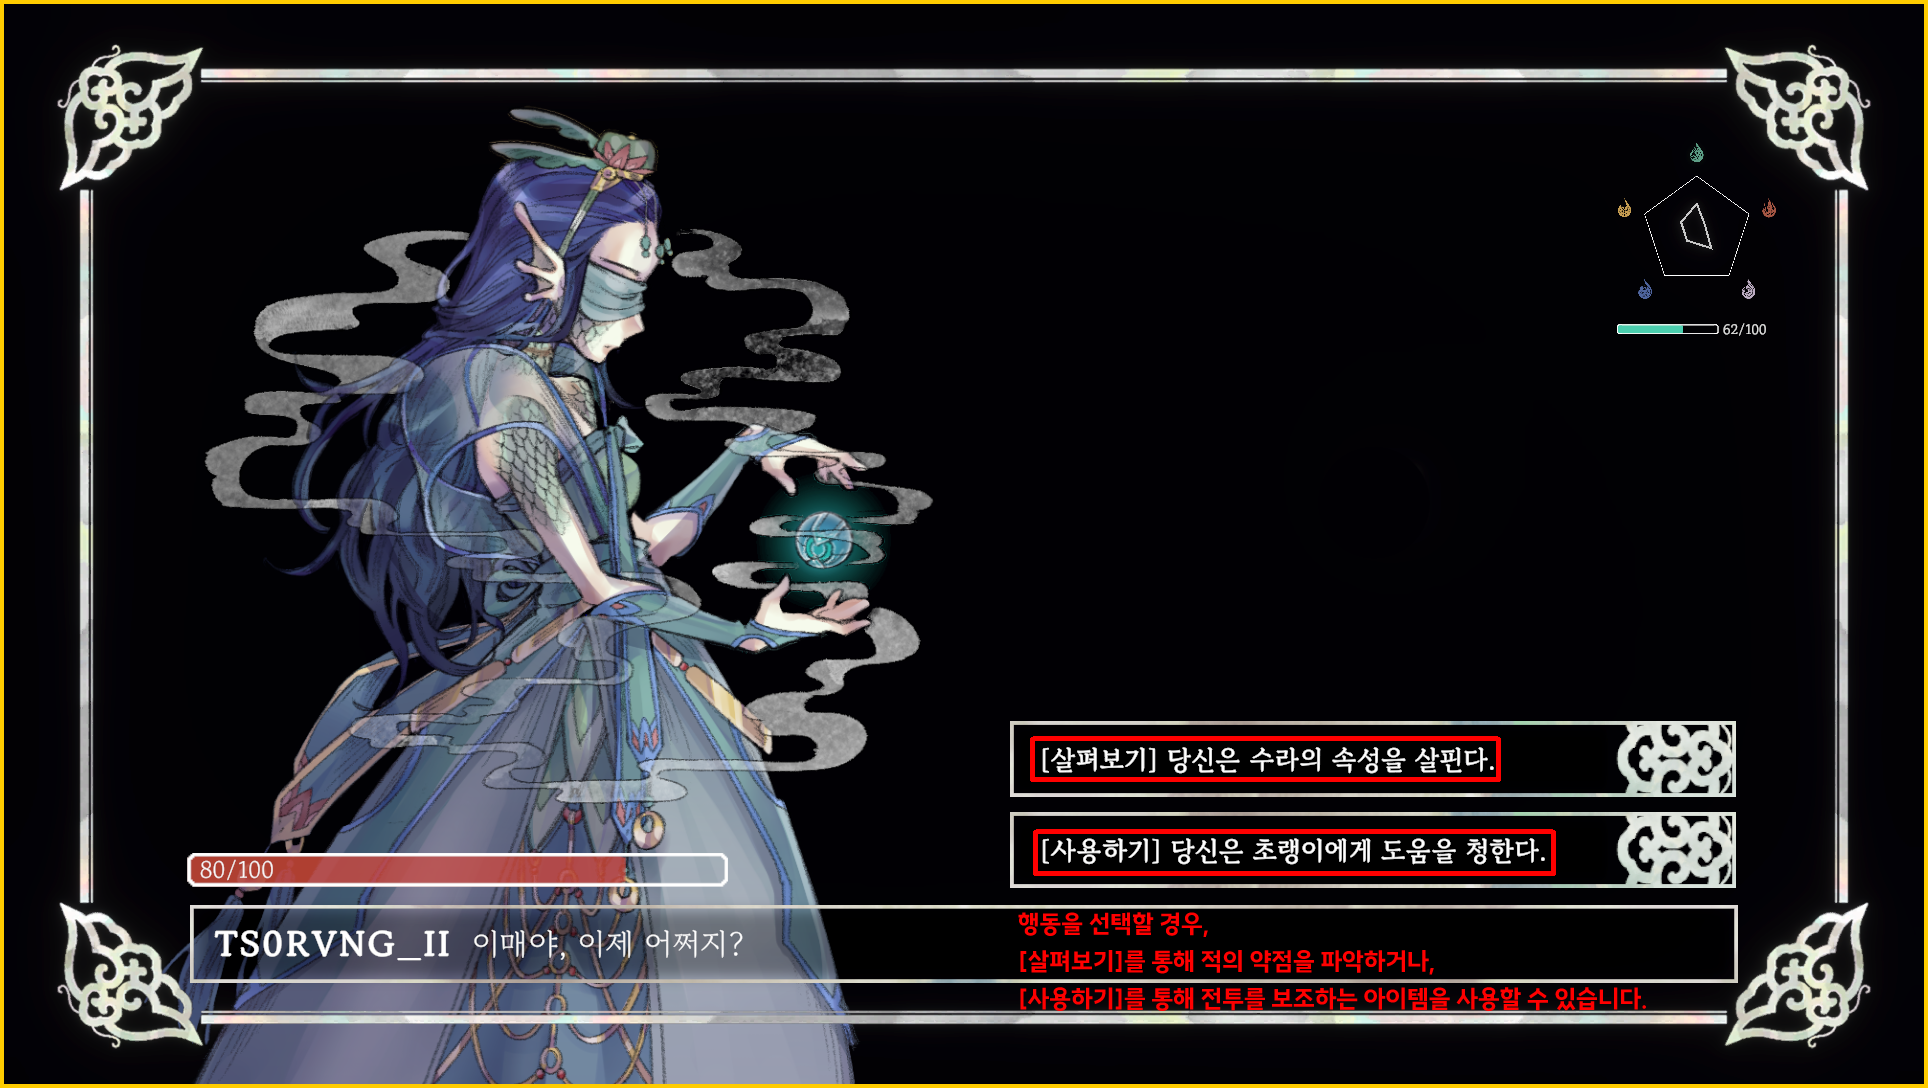 62/100
[살펴보기] 당신은 수라의 속성을 살핀다.
[사용하기] 당신은 초랭이에게 도움을 청한다.
80/100
TS0RVNG_II 이매야, 이제 어쩌지?
행동을 선택할 경우,
[살펴보기]를 통해 적의 약점을 파악하거나,
[사용하기]를 통해 전투를 보조하는 아이템을 사용할 수 있습니다.